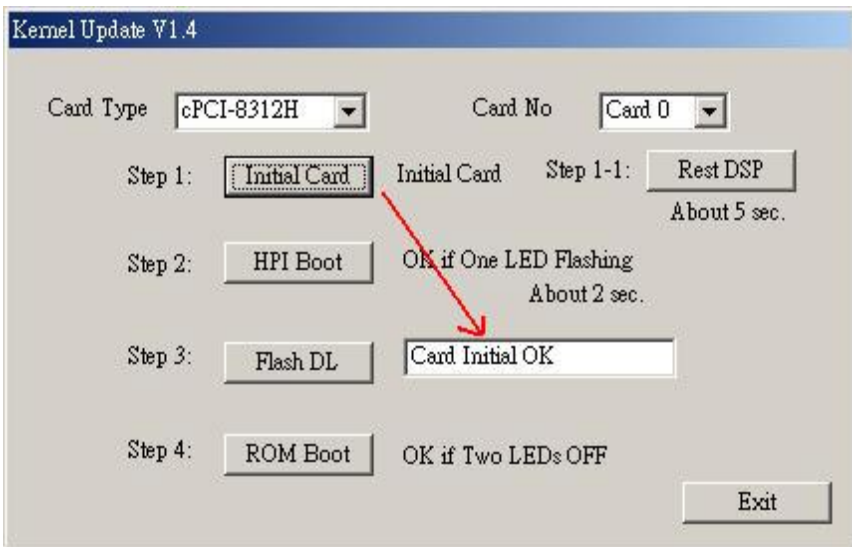 Kernel Update V1.4
Card Type cPCI-8312H Card No Card 0
Step 1: Initial Card Initial Card Step 1-1: Rest DSP
About 5 sec.
Step 2: HPI Boot OK if One LED Flashing
About 2 sec.
Step 3: Flash DL Card Initial OK
Step 4: ROM Boot OK if Two LEDs OFF
Exit